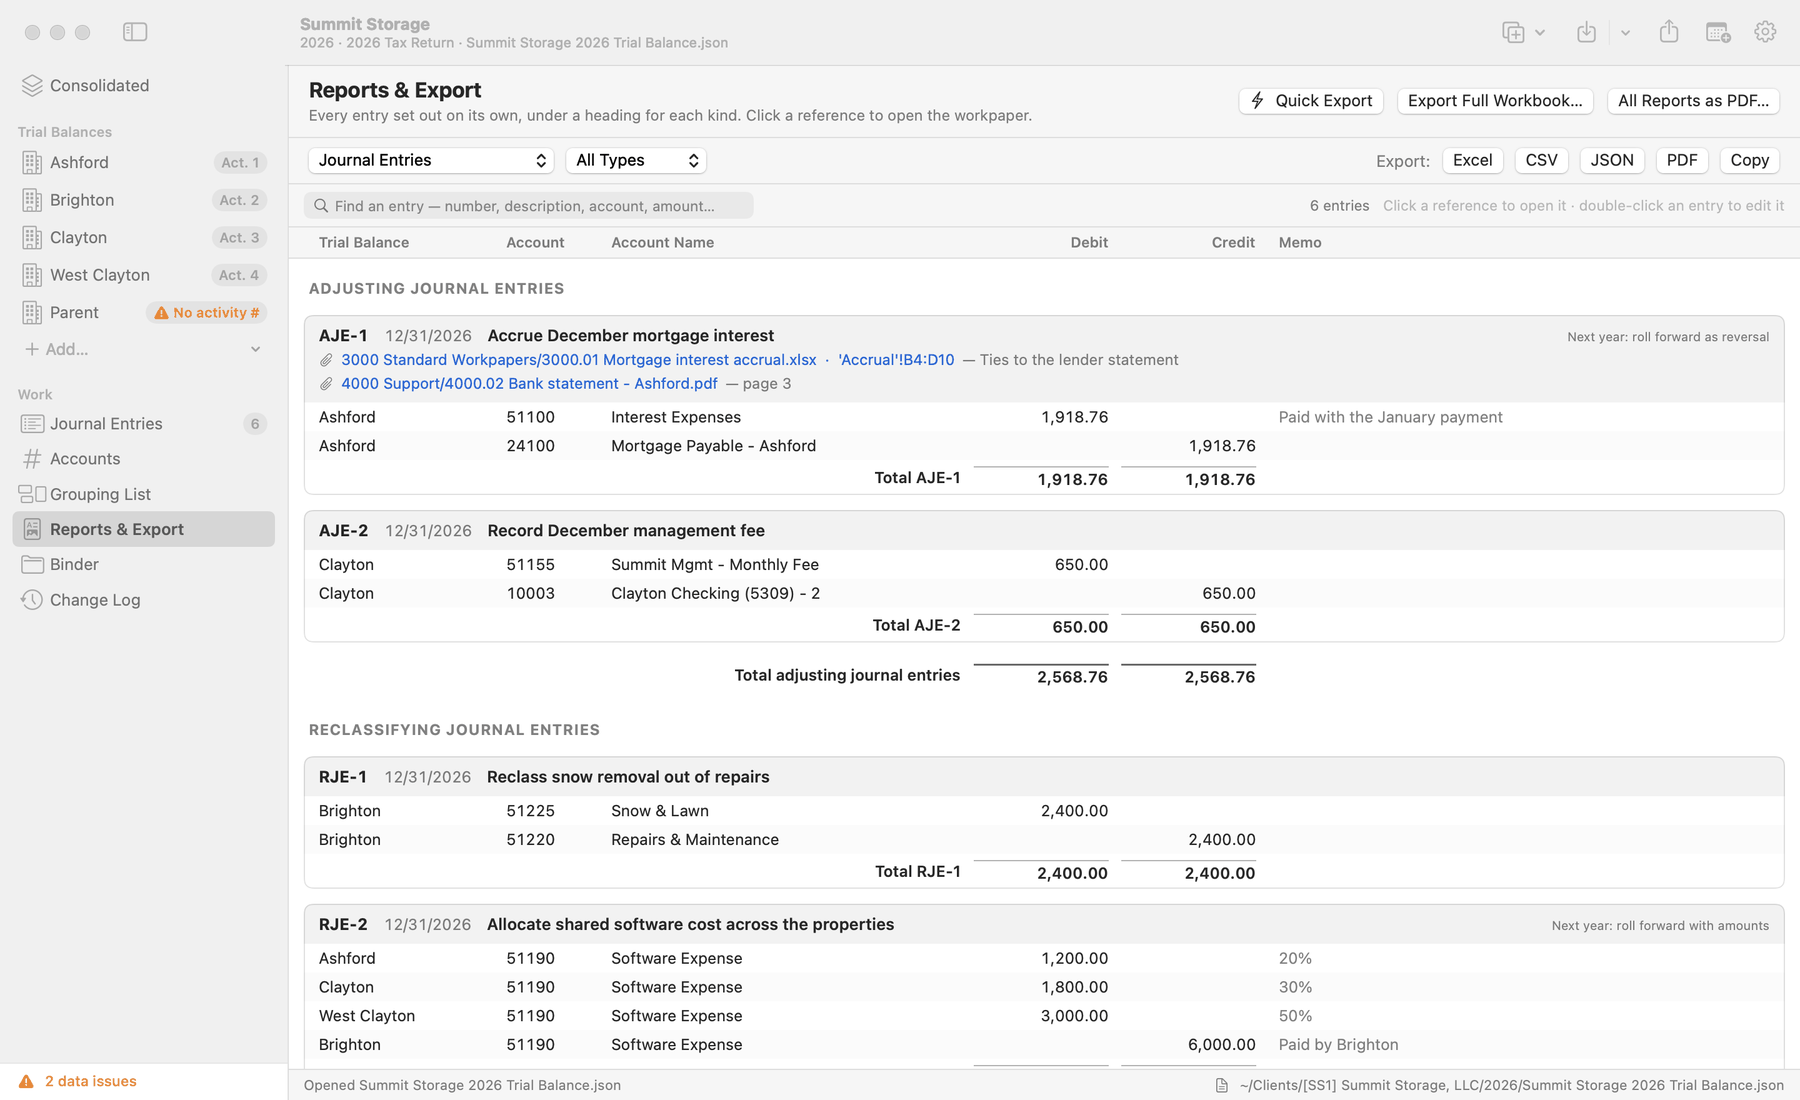 Summit Storage
2026 · 2026 Tax Return · Summit Storage 2026 Trial Balance.json
Consolidated
Trial Balances
Ashford Act. 1
Brighton Act. 2
Clayton Act. 3
West Clayton Act. 4
Parent No activity #
Add...
Work
Journal Entries 6
Accounts
Grouping List
Reports & Export
Binder
Change Log
2 data issues
Reports & Export
Every entry set out on its own, under a heading for each kind. Click a reference to open the workpaper.
Quick Export Export Full Workbook... All Reports as PDF...
Journal Entries All Types Export: Excel CSV JSON PDF Copy
Find an entry — number, description, account, amount... 6 entries Click a reference to open it · double-click an entry to edit it
Trial Balance Account Account Name Debit Credit Memo
ADJUSTING JOURNAL ENTRIES
AJE-1 12/31/2026 Accrue December mortgage interest Next year: roll forward as reversal
3000 Standard Workpapers/3000.01 Mortgage interest accrual.xlsx · 'Accrual'!B4:D10 — Ties to the lender statement
4000 Support/4000.02 Bank statement - Ashford.pdf — page 3
Ashford 51100 Interest Expenses 1,918.76 Paid with the January payment
Ashford 24100 Mortgage Payable - Ashford 1,918.76
Total AJE-1 1,918.76 1,918.76
AJE-2 12/31/2026 Record December management fee
Clayton 51155 Summit Mgmt - Monthly Fee 650.00
Clayton 10003 Clayton Checking (5309) - 2 650.00
Total AJE-2 650.00 650.00
Total adjusting journal entries 2,568.76 2,568.76
RECLASSIFYING JOURNAL ENTRIES
RJE-1 12/31/2026 Reclass snow removal out of repairs
Brighton 51225 Snow & Lawn 2,400.00
Brighton 51220 Repairs & Maintenance 2,400.00
Total RJE-1 2,400.00 2,400.00
RJE-2 12/31/2026 Allocate shared software cost across the properties Next year: roll forward with amounts
Ashford 51190 Software Expense 1,200.00 20%
Clayton 51190 Software Expense 1,800.00 30%
West Clayton 51190 Software Expense 3,000.00 50%
Brighton 51190 Software Expense 6,000.00 Paid by Brighton
Opened Summit Storage 2026 Trial Balance.json ~/Clients/[SS1] Summit Storage, LLC/2026/Summit Storage 2026 Trial Balance.json